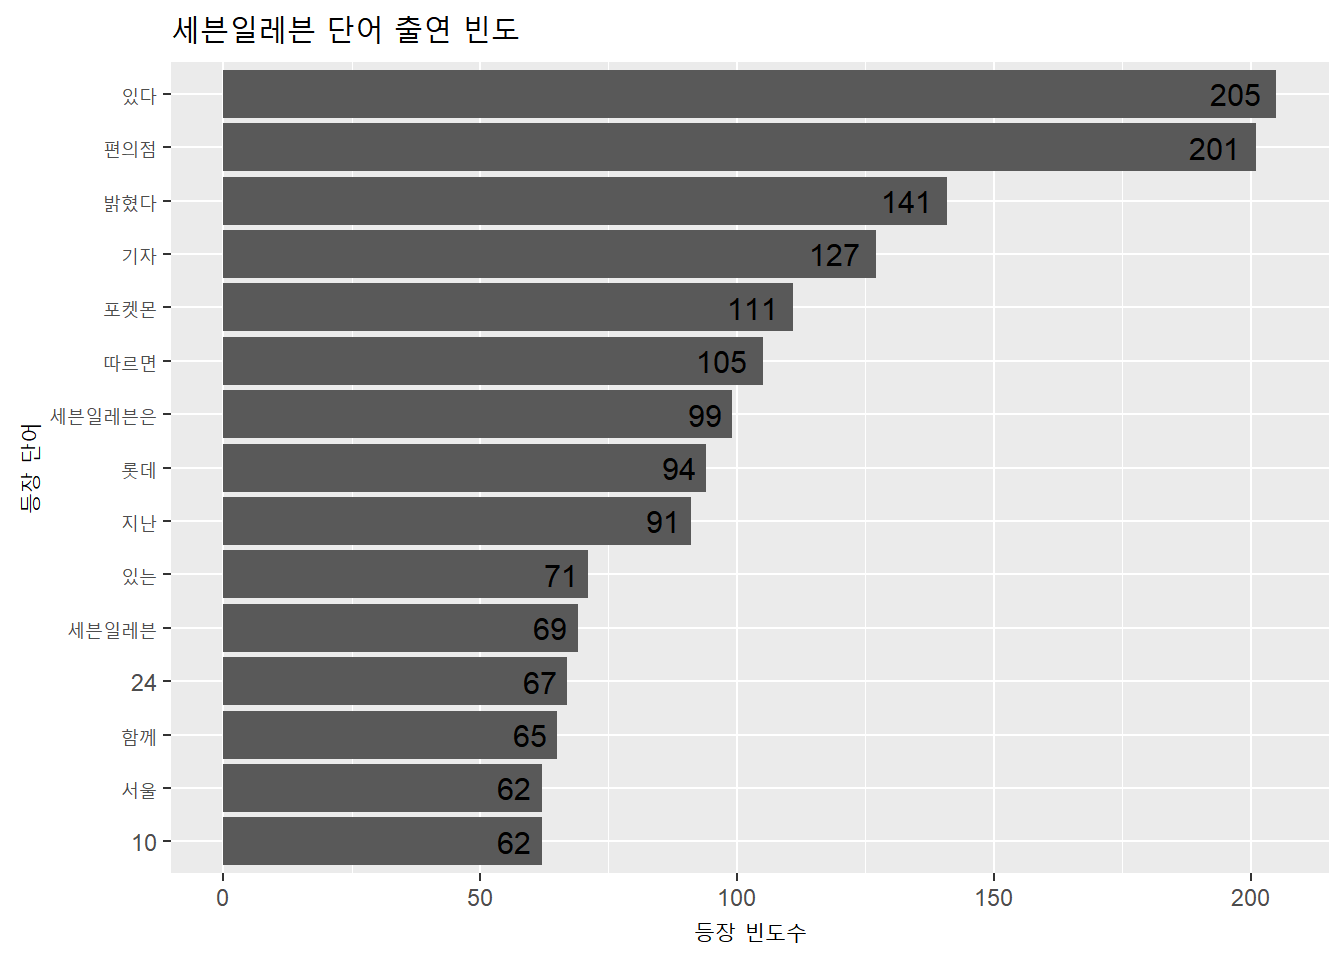 세븐일레븐 단어 출연 빈도
등장 단어
있다 205
편의점 201
밝혔다 141
기자 127
포켓몬 111
따르면 105
세븐일레븐은 99
롯데 94
지난 91
있는 71
세븐일레븐 69
24 67
함께 65
서울 62
10 62
0 50 100 150 200
등장 빈도수